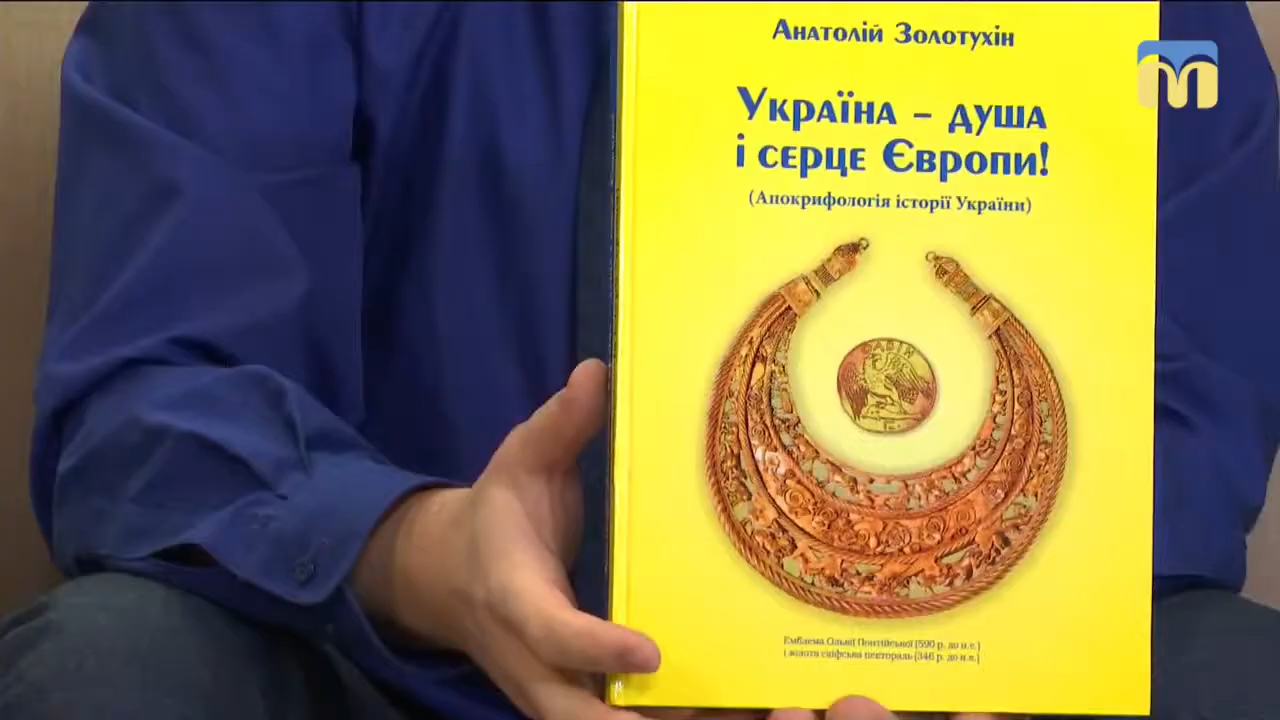 Анатолій Золотухін
Україна – душа
і серце Європи!
(Апокрифологія історії України)
Емблема Ольвії Понтійської (590 р. до н.е.)
і золота скіфська пектораль (346 р. до н.е.)